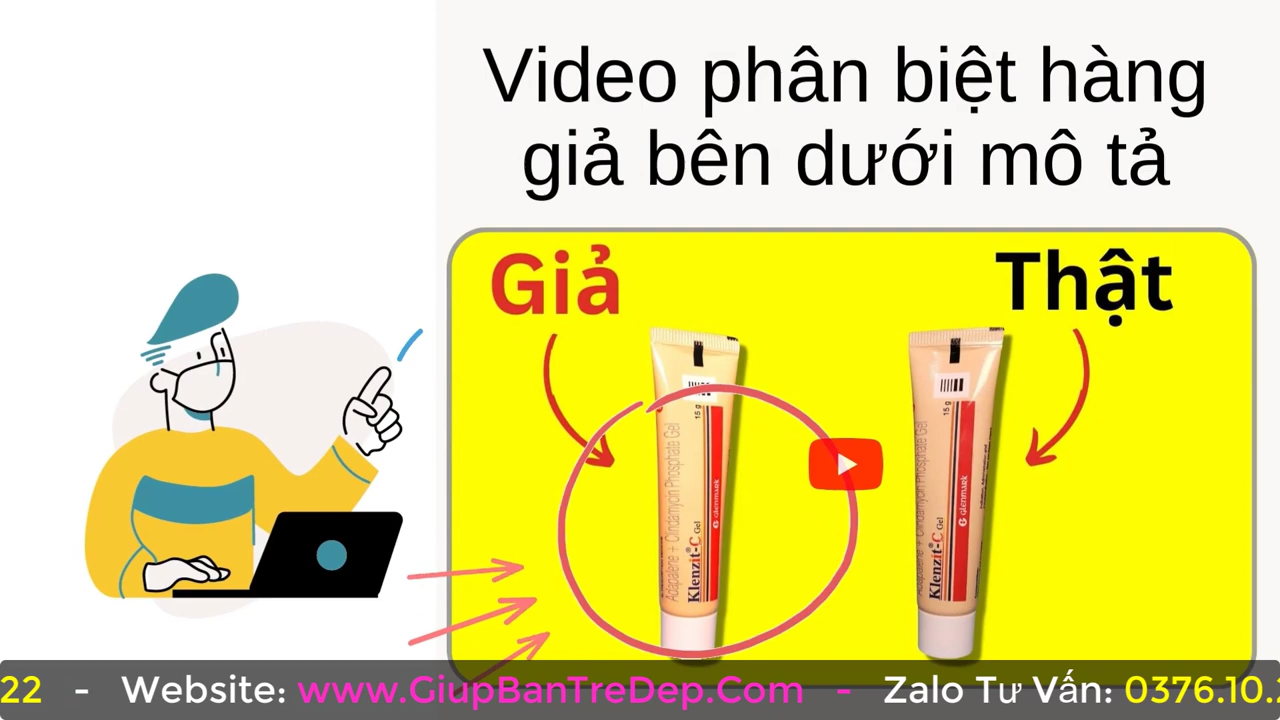 Video phân biệt hàng
giả bên dưới mô tả
Giả
Thật
15 g
Adapalene + Clindamycin Phosphate Gel
Klenzit-C® Gel
Glenmark
15 g
Adapalene + Clindamycin Phosphate Gel
Klenzit-C® Gel
Glenmark
22 - Website: www.GiupBanTreDep.Com - Zalo Tư Vấn: 0376.10.